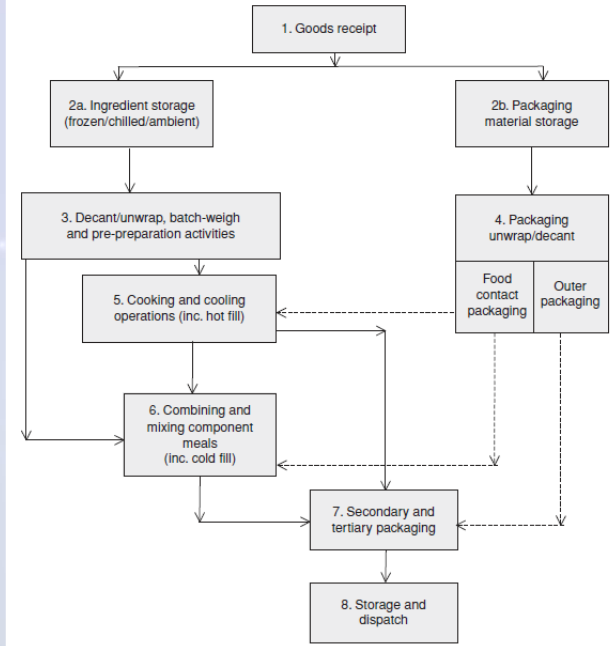 1. Goods receipt
2a. Ingredient storage
(frozen/chilled/ambient)
2b. Packaging
material storage
3. Decant/unwrap, batch-weigh
and pre-preparation activities
4. Packaging
unwrap/decant
Food
contact
packaging
Outer
packaging
5. Cooking and cooling
operations (inc. hot fill)
6. Combining and
mixing component
meals
(inc. cold fill)
7. Secondary and
tertiary packaging
8. Storage and
dispatch